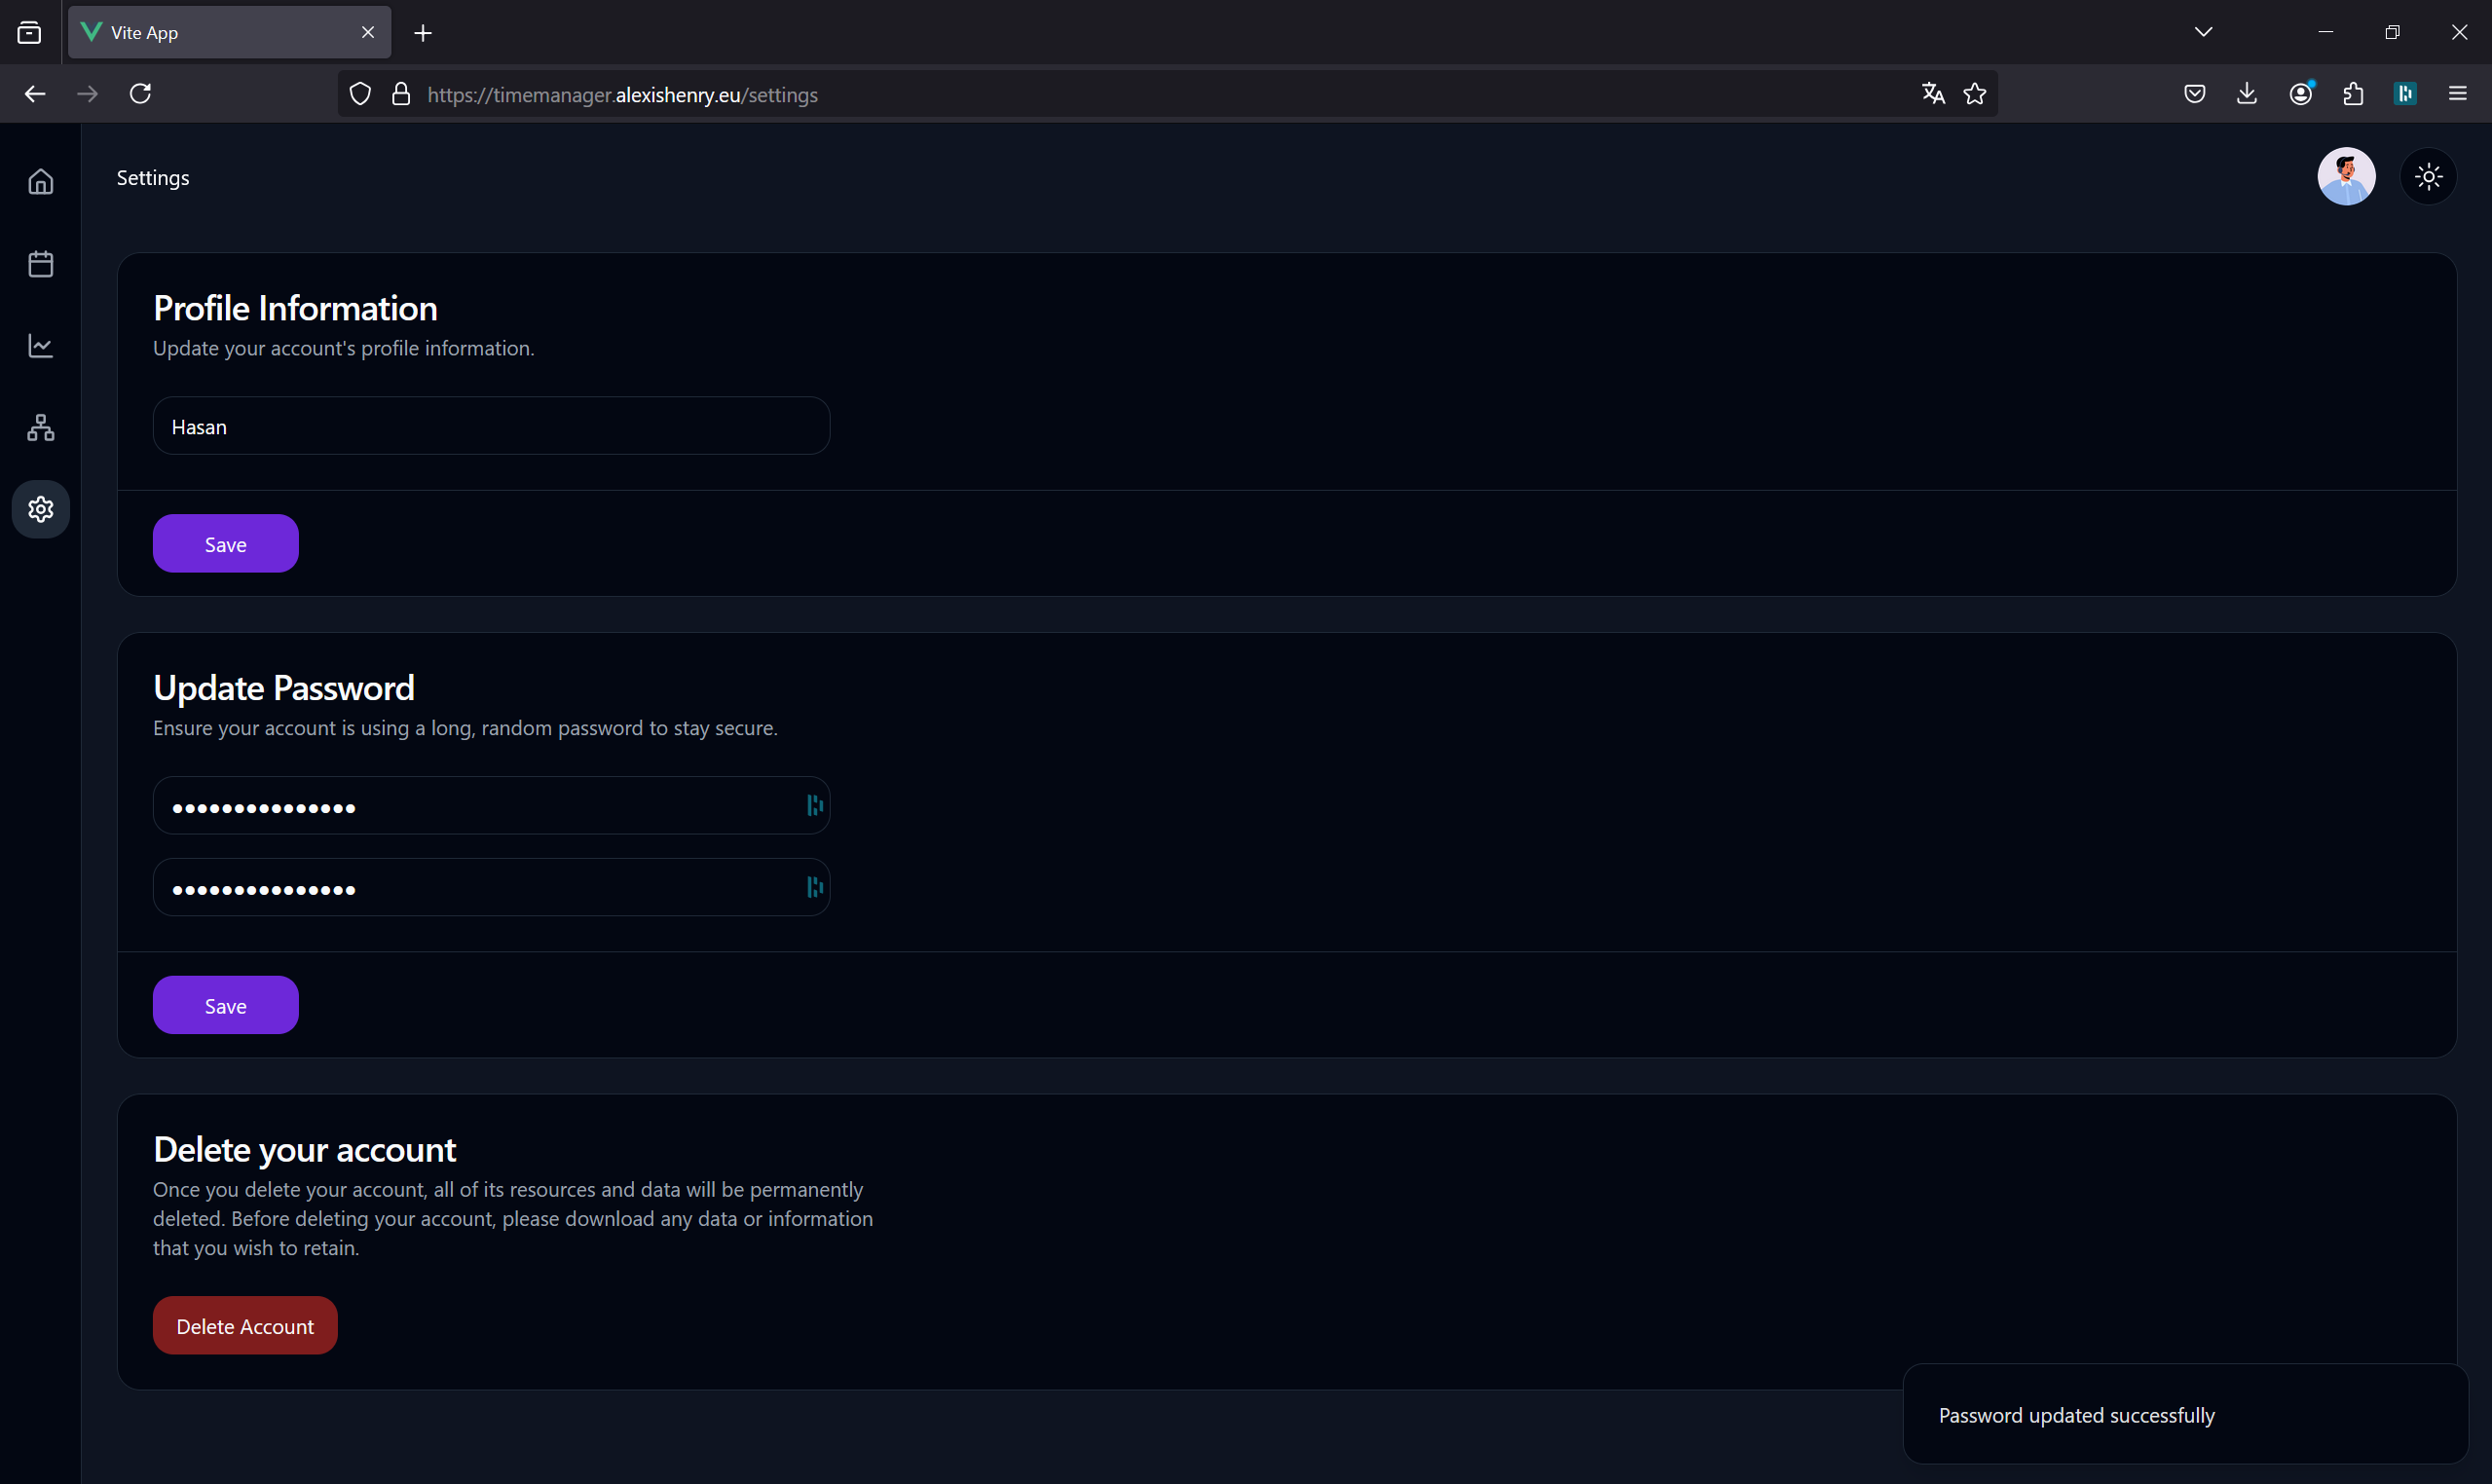 Vite App
https://timemanager.alexishenry.eu/settings
Settings
Profile Information
Update your account's profile information.
Hasan
Save
Update Password
Ensure your account is using a long, random password to stay secure.
●●●●●●●●●●●●●●●
●●●●●●●●●●●●●●●
Save
Delete your account
Once you delete your account, all of its resources and data will be permanently
deleted. Before deleting your account, please download any data or information
that you wish to retain.
Delete Account
Password updated successfully